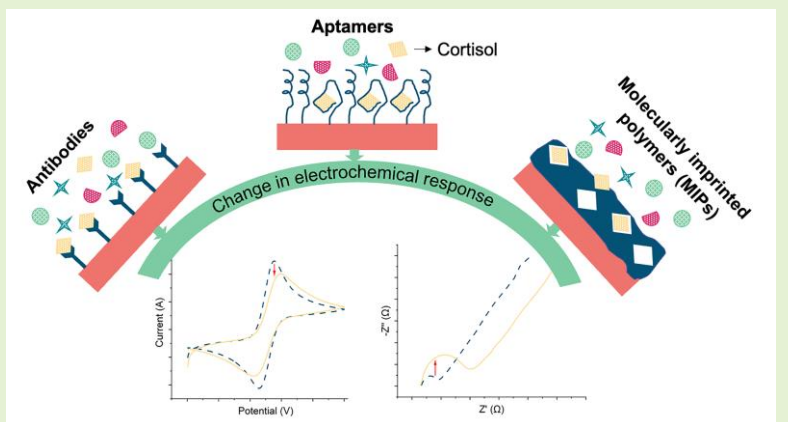 Aptamers
Cortisol
Antibodies
Molecularly imprinted
polymers (MIPs)
Change in electrochemical response
Current (A)
Potential (V)
-Z" (Ω)
Z' (Ω)